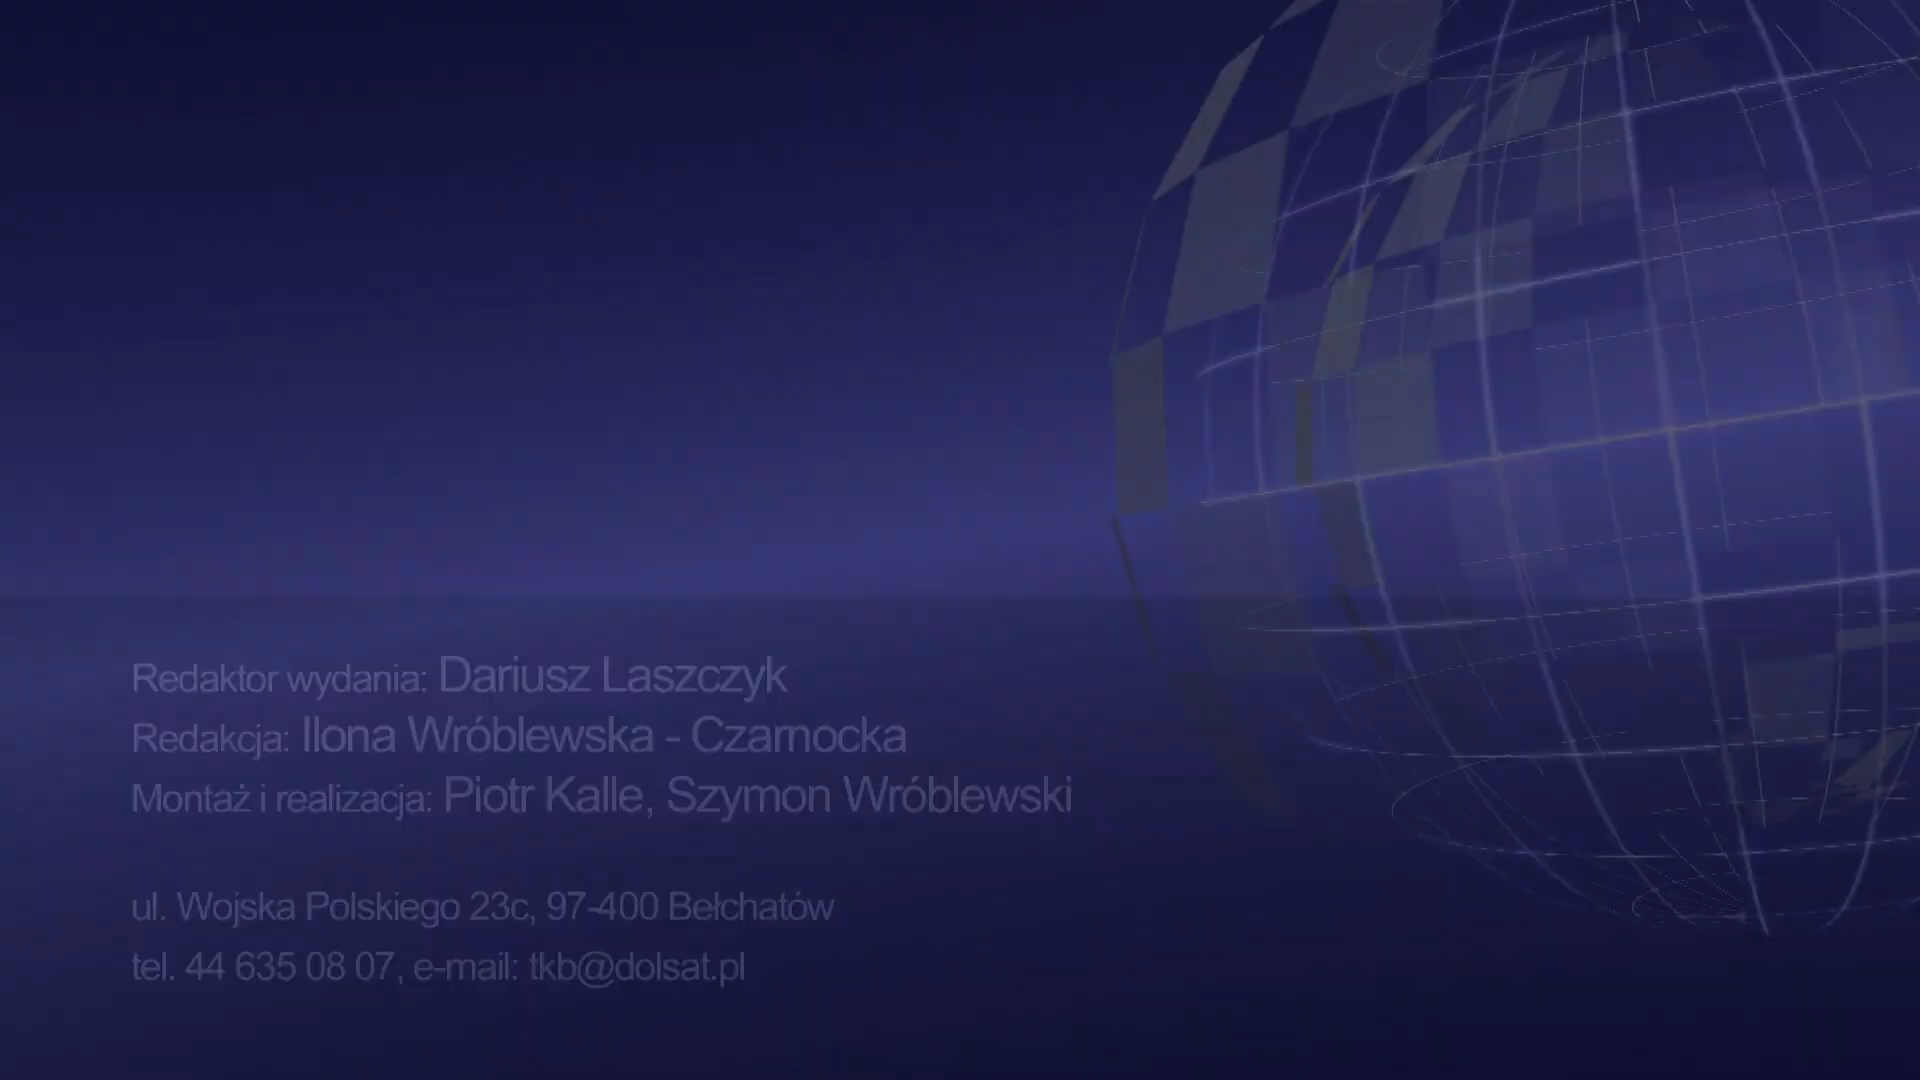 Redaktor wydania: Dariusz Laszczyk
Redakcja: Ilona Wróblewska - Czarnocka
Montaż i realizacja: Piotr Kalle, Szymon Wróblewski
ul. Wojska Polskiego 23c, 97-400 Bełchatów
tel. 44 635 08 07, e-mail: tkb@dolsat.pl